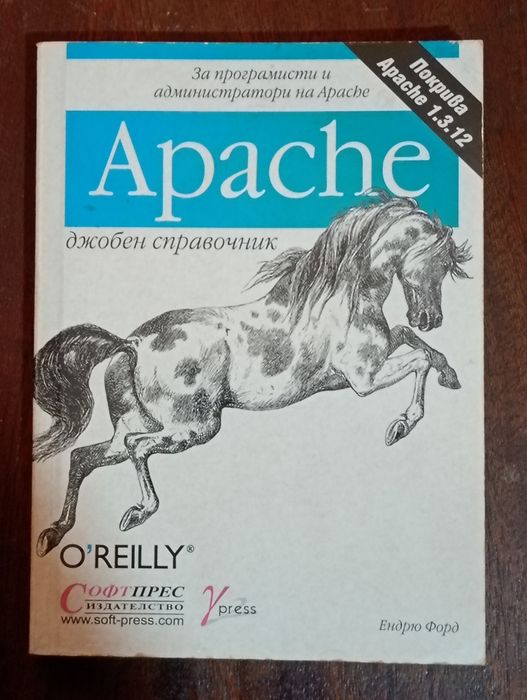 За програмисти и
администратори на Apache
Покрива
Apache 1.3.12
Apache
джобен справочник
O'REILLY®
СОФТПРЕС
ИЗДАТЕЛСТВО
www.soft-press.com
γpress
Ендрю Форд